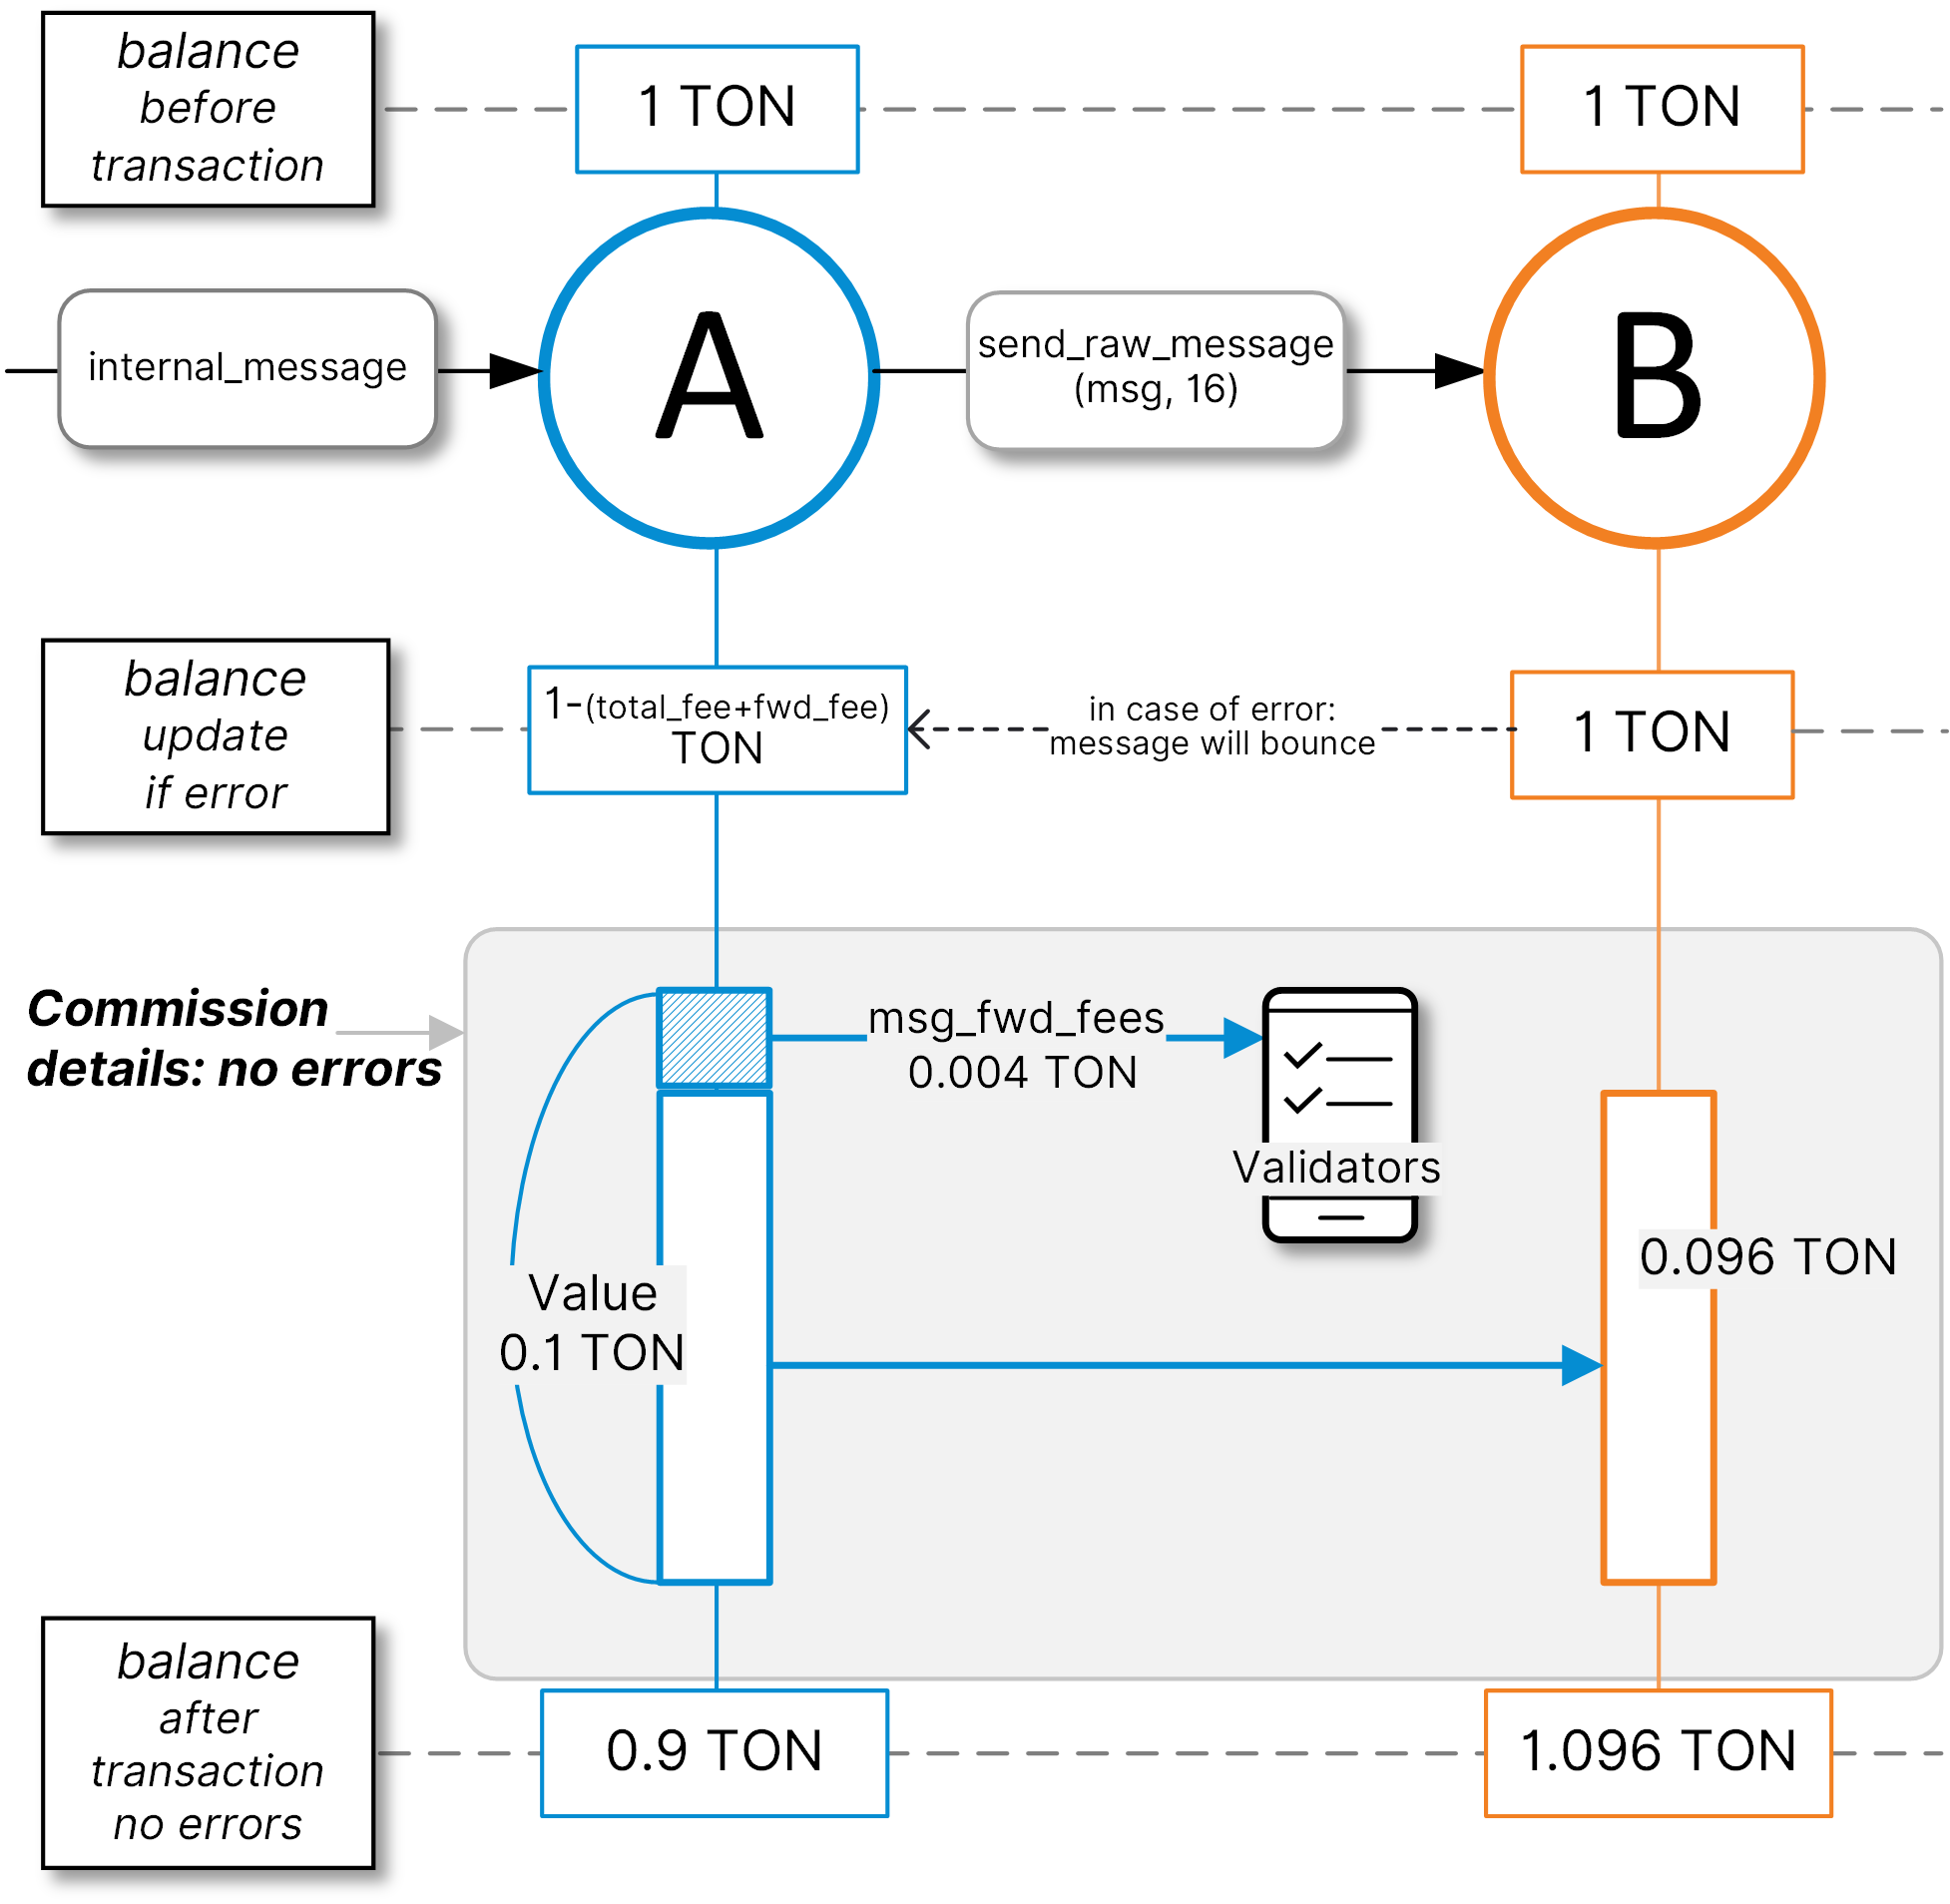 balance
before
transaction
1 TON
1 TON
internal_message
A
send_raw_message
(msg, 16)
B
balance
update
if error
1-(total_fee+fwd_fee)
TON
in case of error:
message will bounce
1 TON
Commission
details: no errors
msg_fwd_fees
0.004 TON
Validators
Value
0.1 TON
0.096 TON
balance
after
transaction
no errors
0.9 TON
1.096 TON